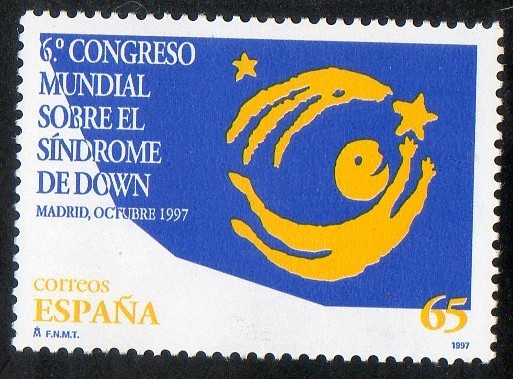 6.º CONGRESO
MUNDIAL
SOBRE EL
SÍNDROME
DE DOWN
MADRID, OCTUBRE 1997
correos
ESPAÑA
F.N.M.T.
65
1997